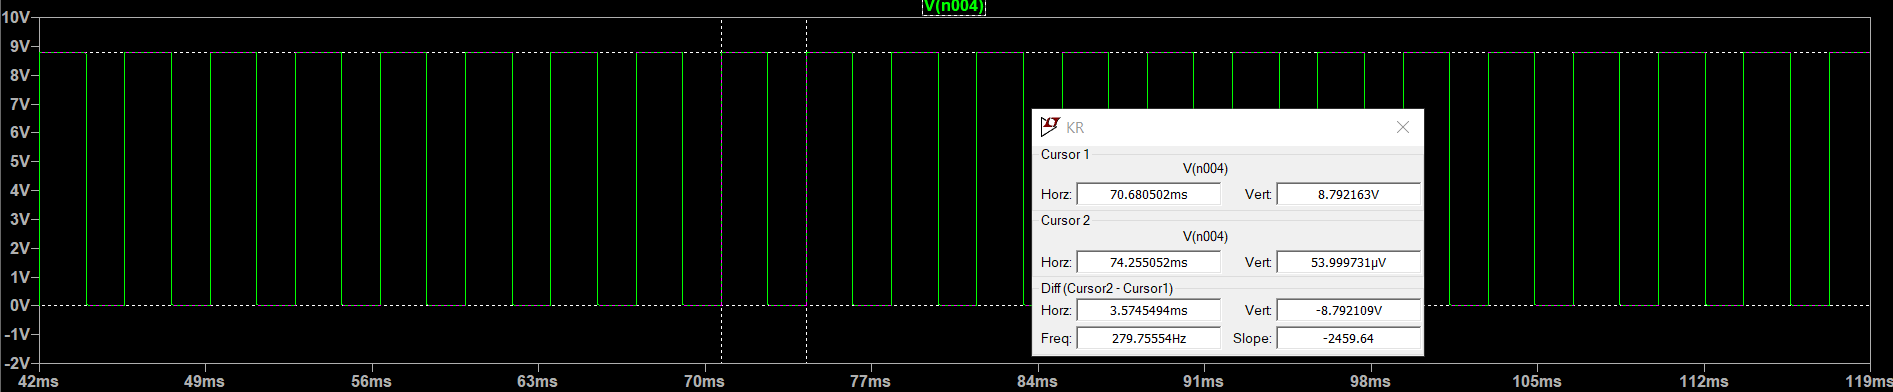 V(n004)
10V
9V
8V
7V
6V
5V
4V
3V
2V
1V
0V
-1V
-2V
42ms 49ms 56ms 63ms 70ms 77ms 84ms 91ms 98ms 105ms 112ms 119ms
KR
Cursor 1
V(n004)
Horz: 70.680502ms Vert: 8.792163V
Cursor 2
V(n004)
Horz: 74.255052ms Vert: 53.999731µV
Diff (Cursor2 - Cursor1)
Horz: 3.5745494ms Vert: -8.792109V
Freq: 279.75554Hz Slope: -2459.64